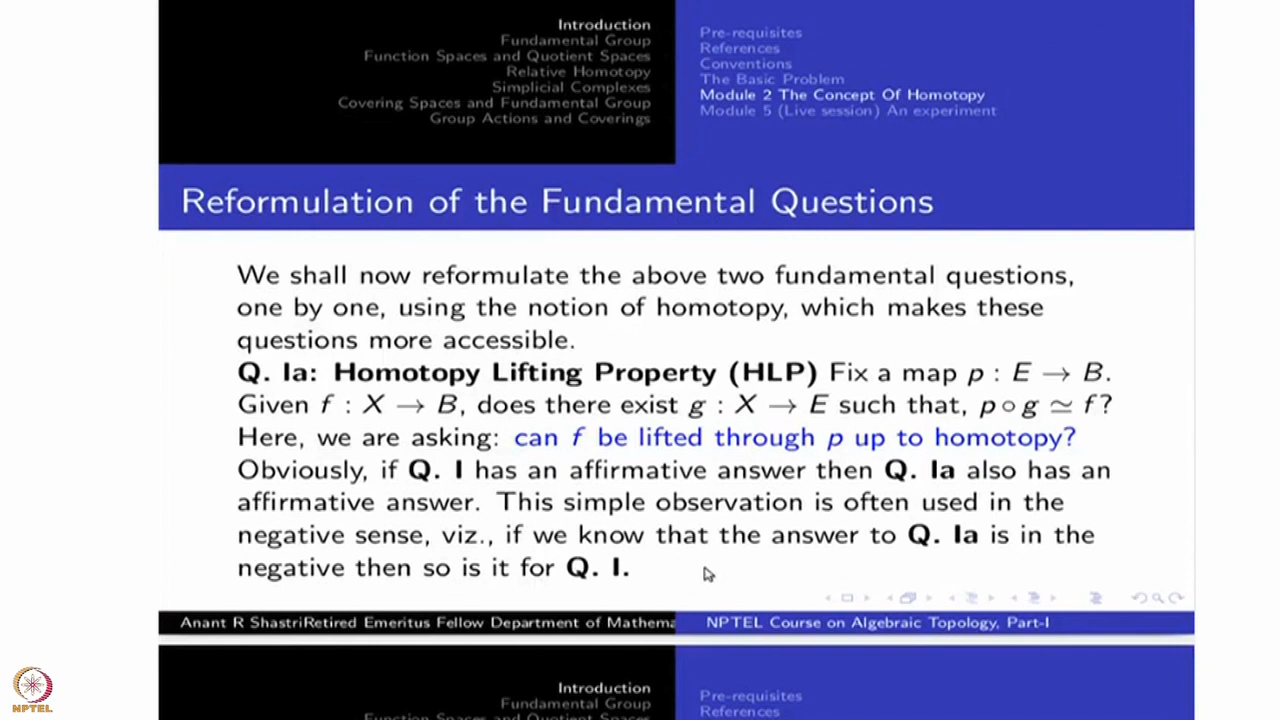 Introduction
Fundamental Group
Function Spaces and Quotient Spaces
Relative Homotopy
Simplicial Complexes
Covering Spaces and Fundamental Group
Group Actions and Coverings
Pre-requisites
References
Conventions
The Basic Problem
Module 2 The Concept Of Homotopy
Module 5 (Live session) An experiment
Reformulation of the Fundamental Questions
We shall now reformulate the above two fundamental questions,
one by one, using the notion of homotopy, which makes these
questions more accessible.
Q. Ia: Homotopy Lifting Property (HLP) Fix a map p : E → B.
Given f : X → B, does there exist g : X → E such that, p ∘ g ≃ f?
Here, we are asking: can f be lifted through p up to homotopy?
Obviously, if Q. I has an affirmative answer then Q. Ia also has an
affirmative answer. This simple observation is often used in the
negative sense, viz., if we know that the answer to Q. Ia is in the
negative then so is it for Q. I.
Anant R ShastriRetired Emeritus Fellow Department of Mathema
NPTEL Course on Algebraic Topology, Part-I
Introduction
Fundamental Group
Function Spaces and Quotient Spaces
Pre-requisites
References
NPTEL